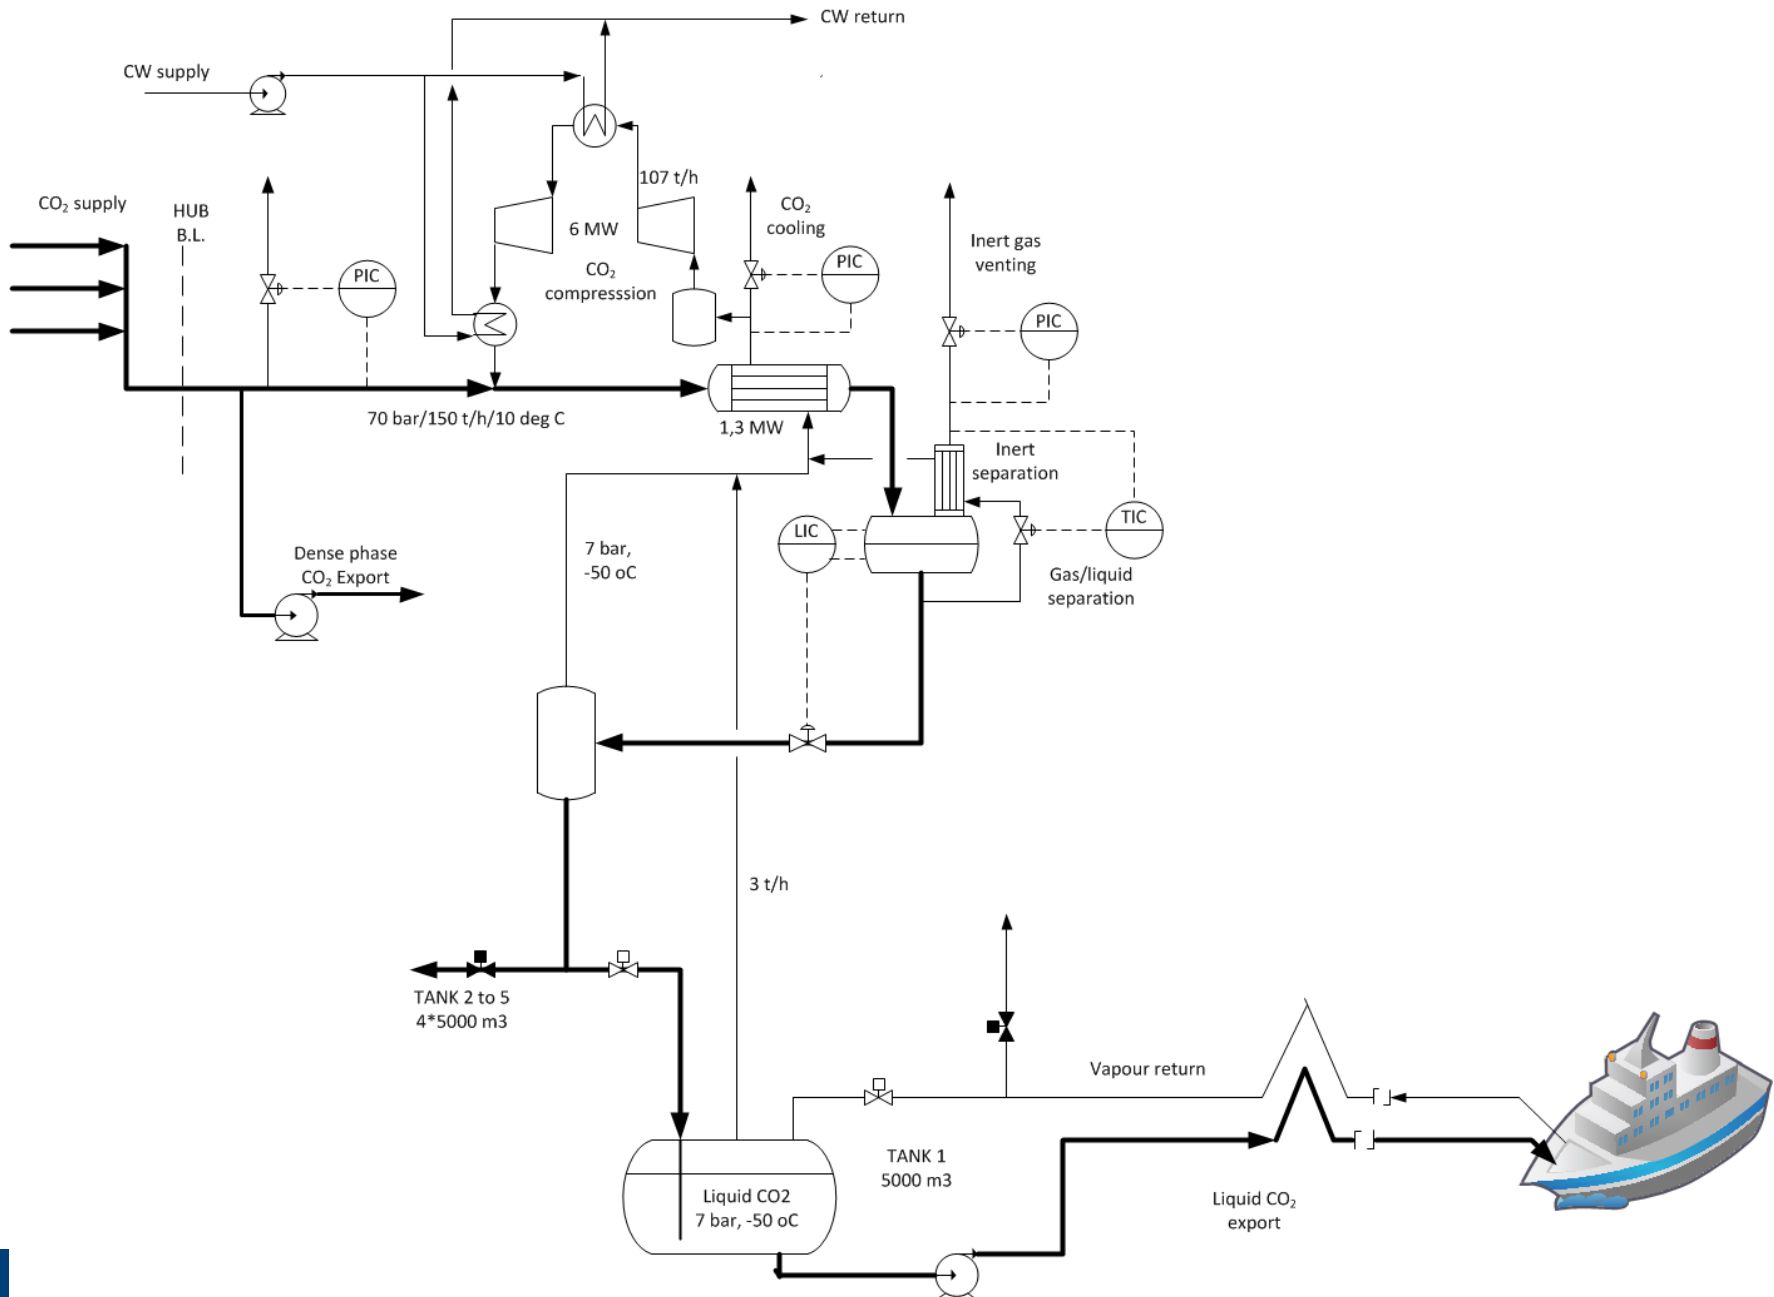 CW return
CW supply
107 t/h
CO₂ supply
HUB
B.L.
6 MW
CO₂
cooling
PIC
PIC
CO₂
compresssion
Inert gas
venting
PIC
70 bar/150 t/h/10 deg C
1,3 MW
Inert
separation
LIC
TIC
7 bar,
-50 oC
Dense phase
CO₂ Export
Gas/liquid
separation
3 t/h
TANK 2 to 5
4*5000 m3
Vapour return
TANK 1
5000 m3
Liquid CO2
7 bar, -50 oC
Liquid CO₂
export